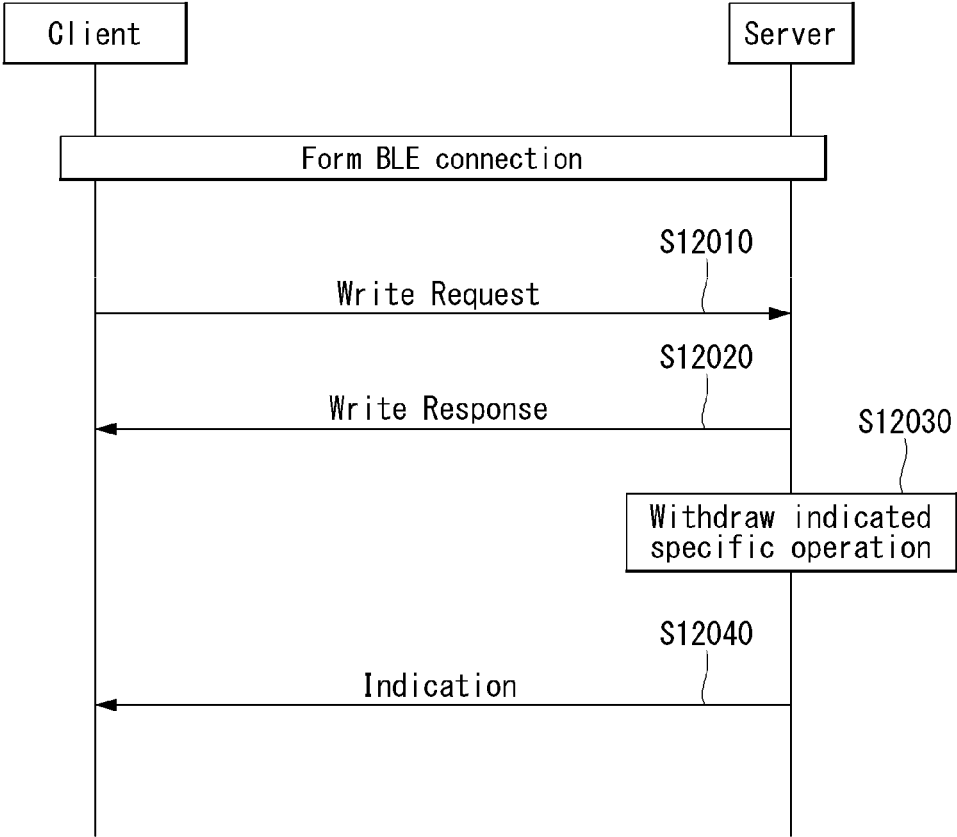 Client
Server
Form BLE connection
S12010
Write Request
S12020
Write Response
S12030
Withdraw indicated
specific operation
S12040
Indication